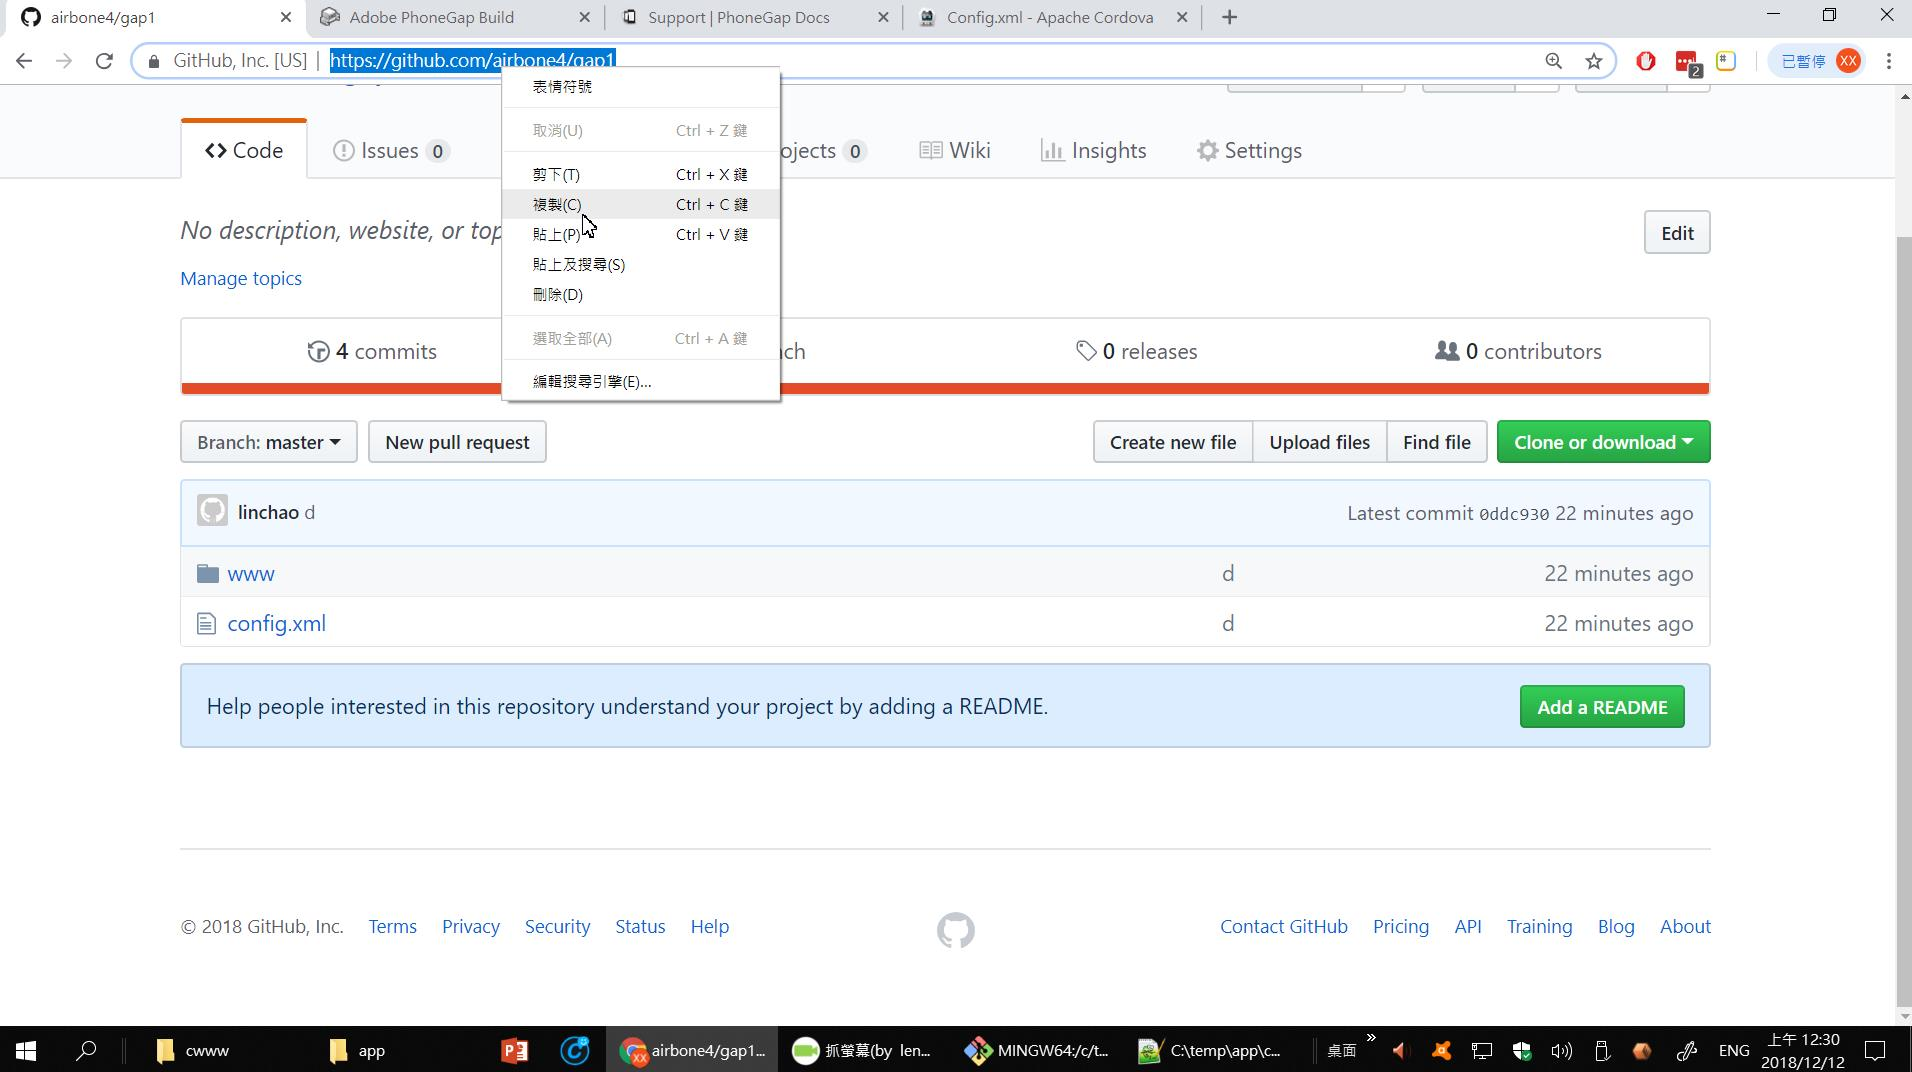 airbone4/gap1
Adobe PhoneGap Build
Support | PhoneGap Docs
Config.xml - Apache Cordova
GitHub, Inc. [US] | https://github.com/airbone4/gap1
2
已暫停 XX
表情符號
取消(U) Ctrl + Z 鍵
剪下(T) Ctrl + X 鍵
複製(C) Ctrl + C 鍵
貼上(P) Ctrl + V 鍵
貼上及搜尋(S)
刪除(D)
選取全部(A) Ctrl + A 鍵
編輯搜尋引擎(E)...
Code
Issues 0
ojects 0
Wiki
Insights
Settings
No description, website, or top
Edit
Manage topics
4 commits
ch
0 releases
0 contributors
Branch: master
New pull request
Create new file
Upload files
Find file
Clone or download
linchao d
Latest commit 0ddc930 22 minutes ago
www d 22 minutes ago
config.xml d 22 minutes ago
Help people interested in this repository understand your project by adding a README.
Add a README
© 2018 GitHub, Inc. Terms Privacy Security Status Help
Contact GitHub Pricing API Training Blog About
cwww
app
airbone4/gap1...
抓螢幕(by len...
MINGW64:/c/t...
C:\temp\app\c...
桌面
ENG
上午 12:30
2018/12/12